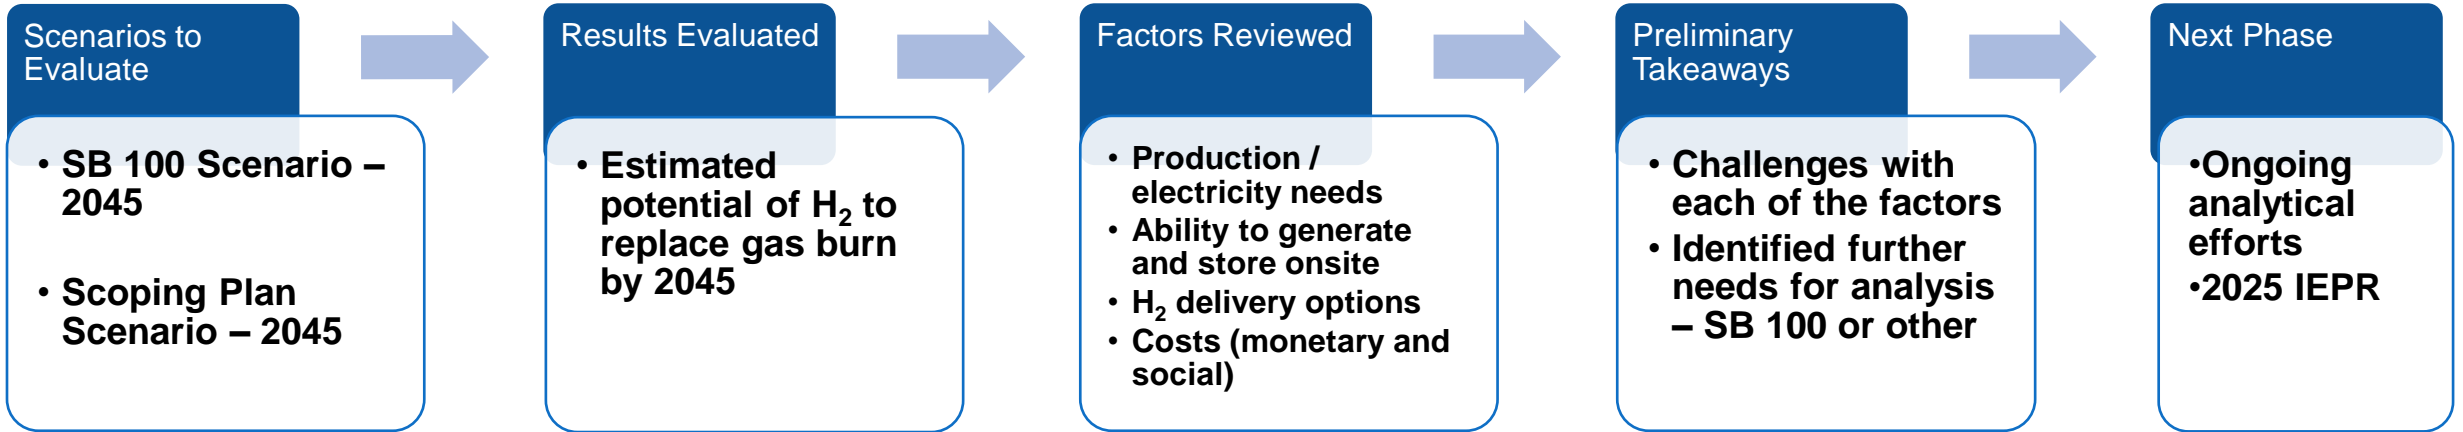 Scenarios to
Evaluate
• SB 100 Scenario –
2045
• Scoping Plan
Scenario – 2045
Results Evaluated
• Estimated
potential of H₂ to
replace gas burn
by 2045
Factors Reviewed
• Production /
electricity needs
• Ability to generate
and store onsite
• H₂ delivery options
• Costs (monetary and
social)
Preliminary
Takeaways
• Challenges with
each of the factors
• Identified further
needs for analysis
– SB 100 or other
Next Phase
•Ongoing
analytical
efforts
•2025 IEPR